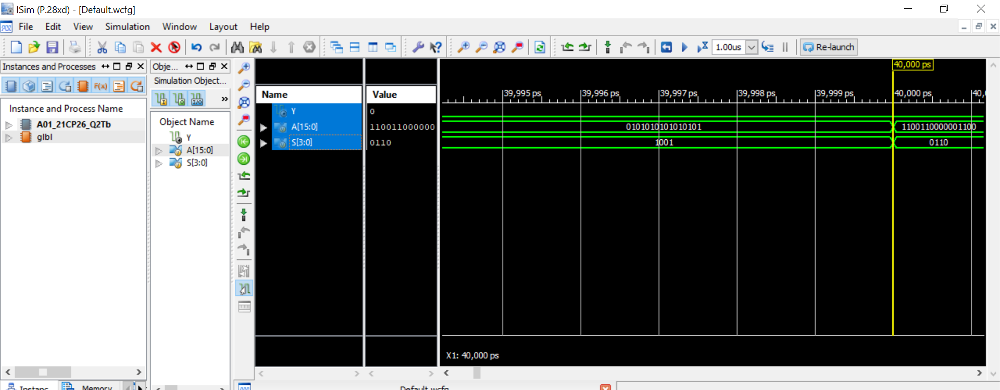 ISim (P.28xd) - [Default.wcfg]
File Edit View Simulation Window Layout Help
1.00us Re-launch
Instances and Processes
Obje...
Simulation Object...
F(x)
Instance and Process Name
A01_21CP26_Q2Tb
glbl
Object Name
Y
A[15:0]
S[3:0]
Name Value
Y 0
A[15:0] 110011000000
S[3:0] 0110
40,000 ps
39,995 ps 39,996 ps 39,997 ps 39,998 ps 39,999 ps 40,000 ps 40,
0101010101010101 1100110000001100
1001 0110
X1: 40,000 ps
Instanc Memory
Default.wcfg